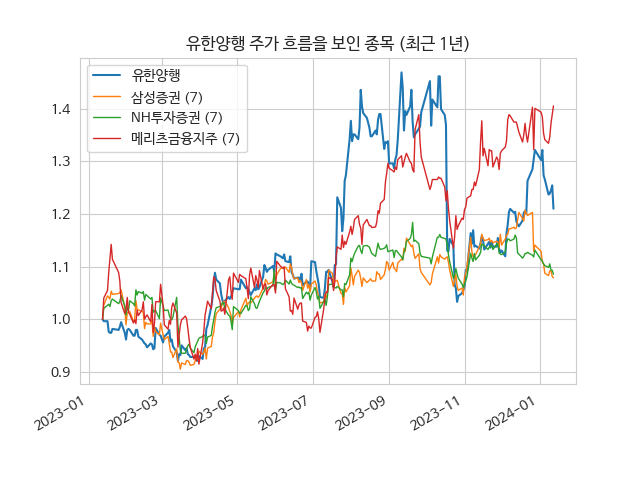 유한양행 주가 흐름을 보인 종목 (최근 1년)
유한양행
삼성증권 (7)
NH투자증권 (7)
메리츠금융지주 (7)
1.4
1.3
1.2
1.1
1.0
0.9
2023-01
2023-03
2023-05
2023-07
2023-09
2023-11
2024-01